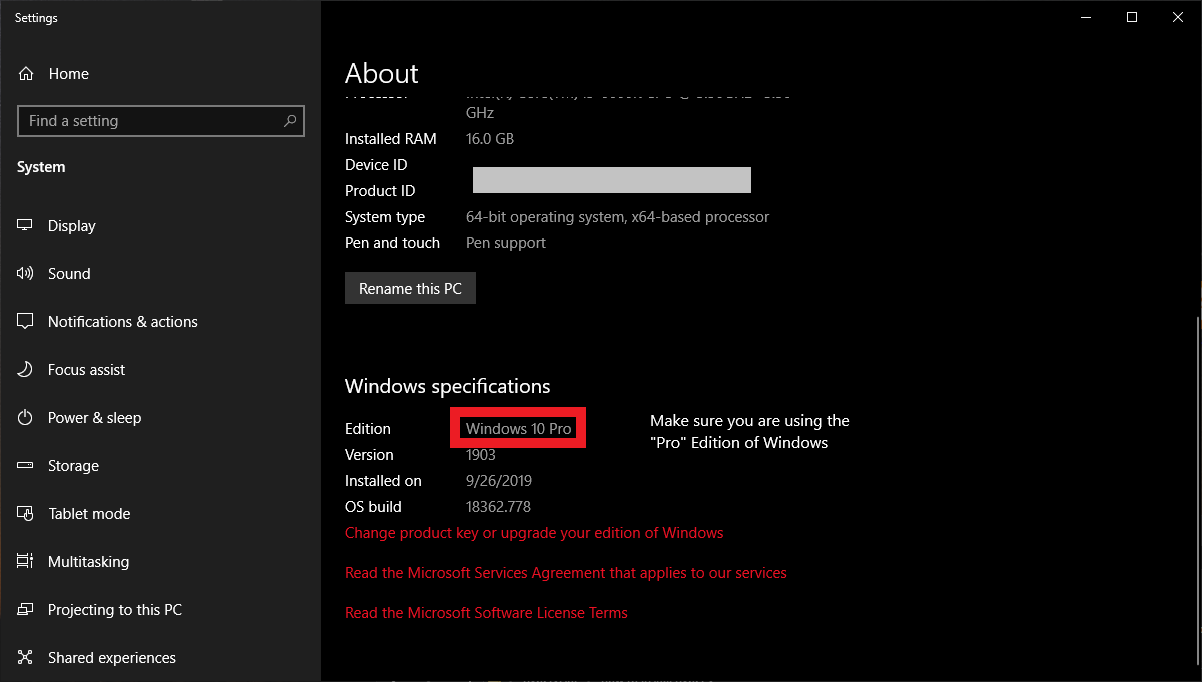 Settings
Home
Find a setting
System
Display
Sound
Notifications & actions
Focus assist
Power & sleep
Storage
Tablet mode
Multitasking
Projecting to this PC
Shared experiences
About
GHz
Installed RAM 16.0 GB
Device ID
Product ID
System type 64-bit operating system, x64-based processor
Pen and touch Pen support
Rename this PC
Windows specifications
Edition Windows 10 Pro
Version 1903
Installed on 9/26/2019
OS build 18362.778
Make sure you are using the
"Pro" Edition of Windows
Change product key or upgrade your edition of Windows
Read the Microsoft Services Agreement that applies to our services
Read the Microsoft Software License Terms